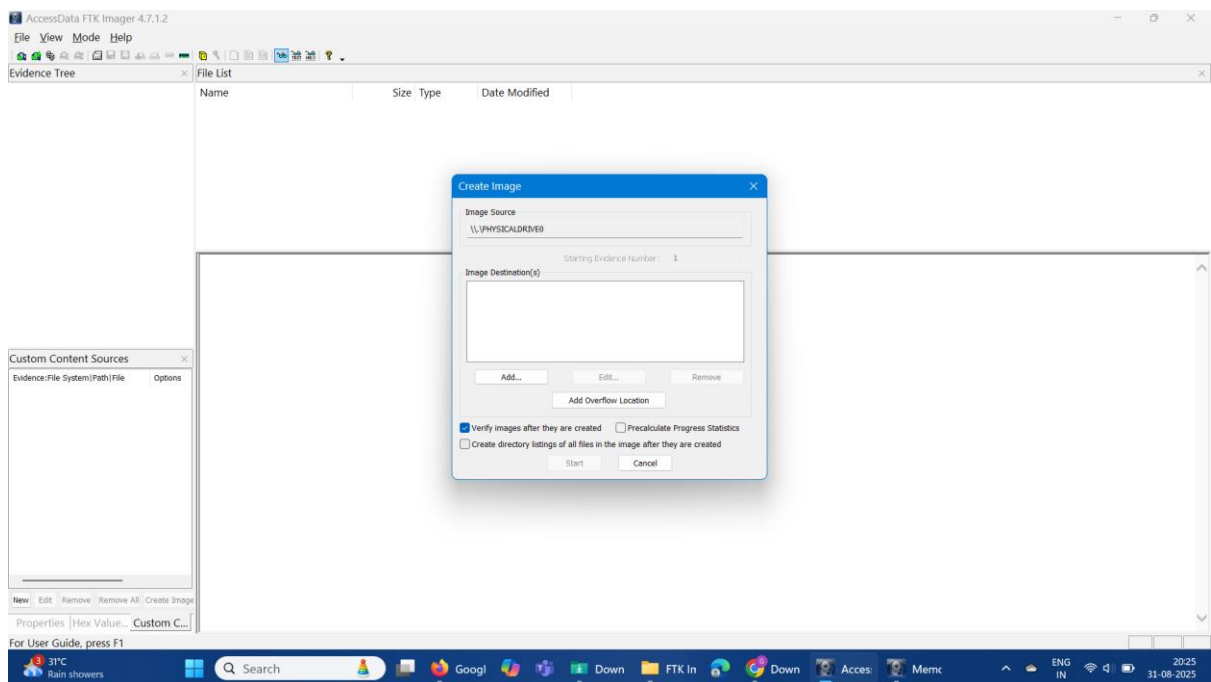 AccessData FTK Imager 4.7.1.2
File View Mode Help
Evidence Tree
File List
Name Size Type Date Modified
Create Image
Image Source
\\.\PHYSICALDRIVE0
Starting Evidence Number: 1
Image Destination(s)
Add... Edit... Remove
Add Overflow Location
Verify images after they are created Precalculate Progress Statistics
Create directory listings of all files in the image after they are created
Start Cancel
Custom Content Sources
Evidence:File System|Path|File Options
New Edit Remove Remove All Create Image
Properties Hex Value... Custom C...
For User Guide, press F1
3
31°C
Rain showers
Search
Googl
Down
FTK In
Down
Acces
Memc
ENG
IN
20:25
31-08-2025